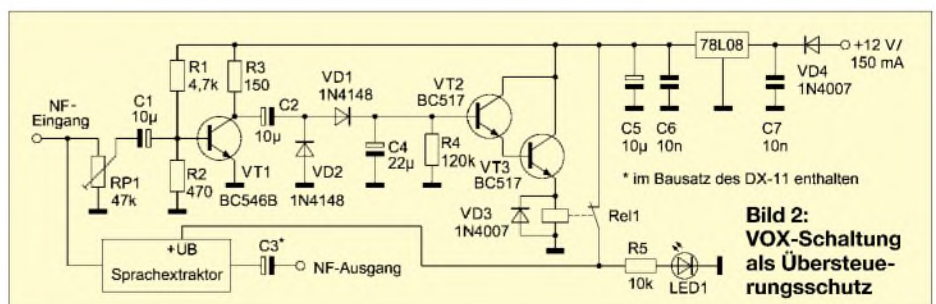 NF-
Eingang
RP1
47k
C1
10µ
R1
4,7k
R2
470
R3
150
VT1
BC546B
C2
10µ
VD1
1N4148
VD2
1N4148
C4
22µ
R4
120k
VT2
BC517
VT3
BC517
VD3
1N4007
Rel1
C5
10µ
C6
10n
78L08
C7
10n
VD4
1N4007
+12 V/
150 mA
* im Bausatz des DX-11 enthalten
+UB
Sprachextraktor
C3*
NF-Ausgang
R5
10k
LED1
Bild 2:
VOX-Schaltung
als Übersteue-
rungsschutz